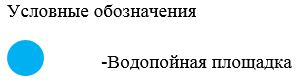 Условные обозначения
-Водопойная площадка